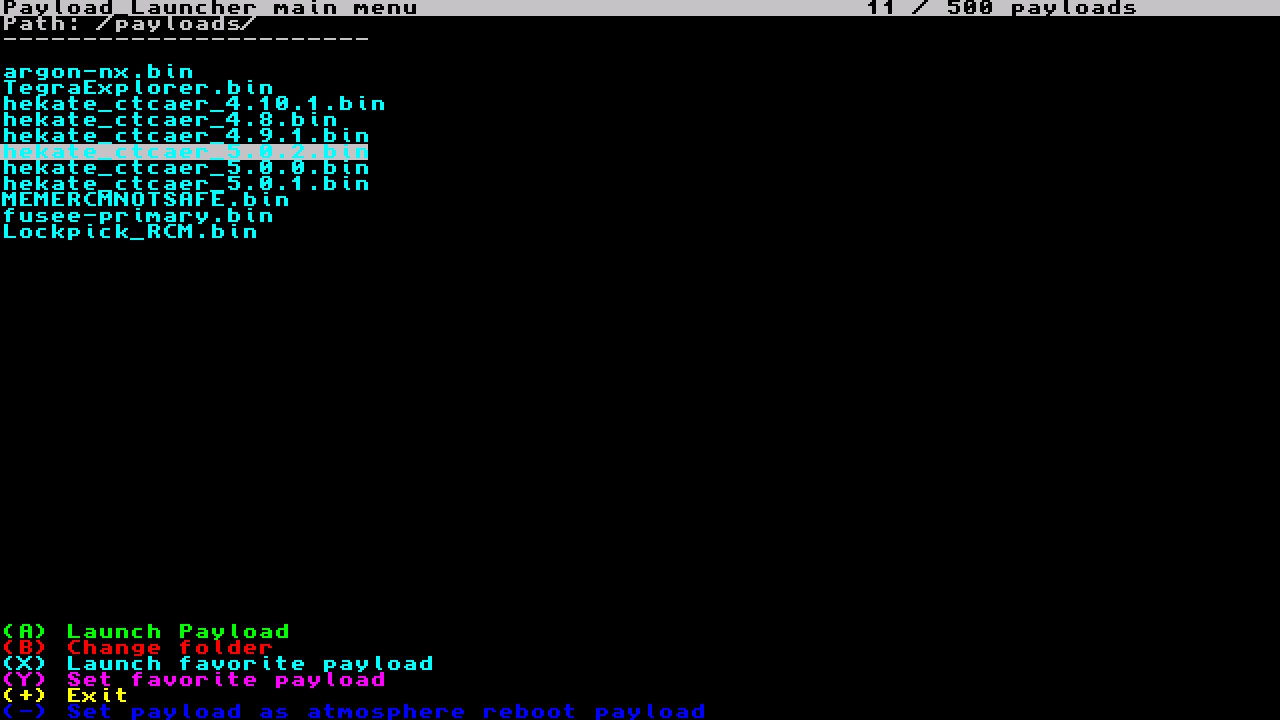 Payload Launcher main menu 11 / 500 payloads
Path: /payloads/
-----------------------
argon-nx.bin
TegraExplorer.bin
hekate_ctcaer_4.10.1.bin
hekate_ctcaer_4.8.bin
hekate_ctcaer_4.9.1.bin
hekate_ctcaer_5.0.2.bin
hekate_ctcaer_5.0.0.bin
hekate_ctcaer_5.0.1.bin
MEMERCMNOTSAFE.bin
fusee-primary.bin
Lockpick_RCM.bin
(A) Launch Payload
(B) Change folder
(X) Launch favorite payload
(Y) Set favorite payload
(+) Exit
(-) Set payload as atmosphere reboot payload